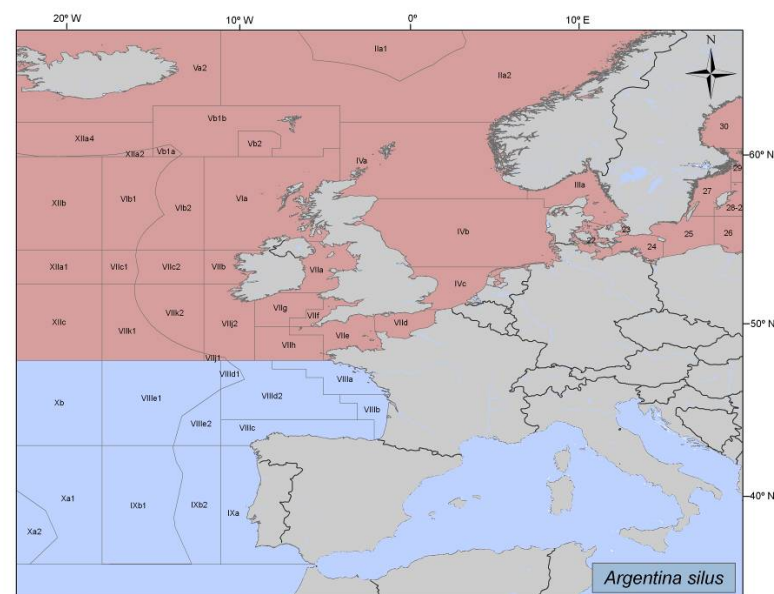 20° W 10° W 0° 10° E
IIa1
N
Va2
IIa2
Vb1b
30
XIIa4
Vb2
XIIa2 Vb1a
IVa
60° N
29
VIa
IIIa
27
XIIb VIb1 VIb2
28-2
IVb
23
25 26
22
24
XIIa1 VIIc1 VIIc2 VIIb
VIIa
IVc
VIIg
XIIc VIIk1 VIIk2 VIIj2
VIIf
VIId
VIIe
50° N
VIIh
VIIj1
VIIId1
VIIIa
VIIId2
Xb VIIIe1
VIIIb
VIIIe2
VIIIc
Xa1
IXb1 IXb2 IXa
40° N
Xa2
Argentina silus